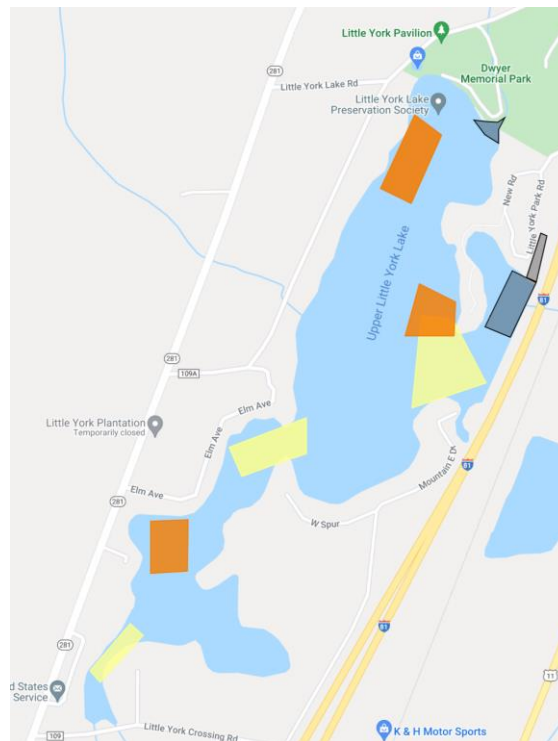 Little York Pavilion
Dwyer
Memorial Park
281
Little York Lake Rd
Little York Lake
Preservation Society
New Rd
Little York Park Rd
Upper Little York Lake
81
281
109A
Elm Ave
Little York Plantation
Temporarily closed
Elm Ave
Elm Ave
Mountain E Dr
81
281
W Spur
81
281
d States
Service
11
109
Little York Crossing Rd
K & H Motor Sports